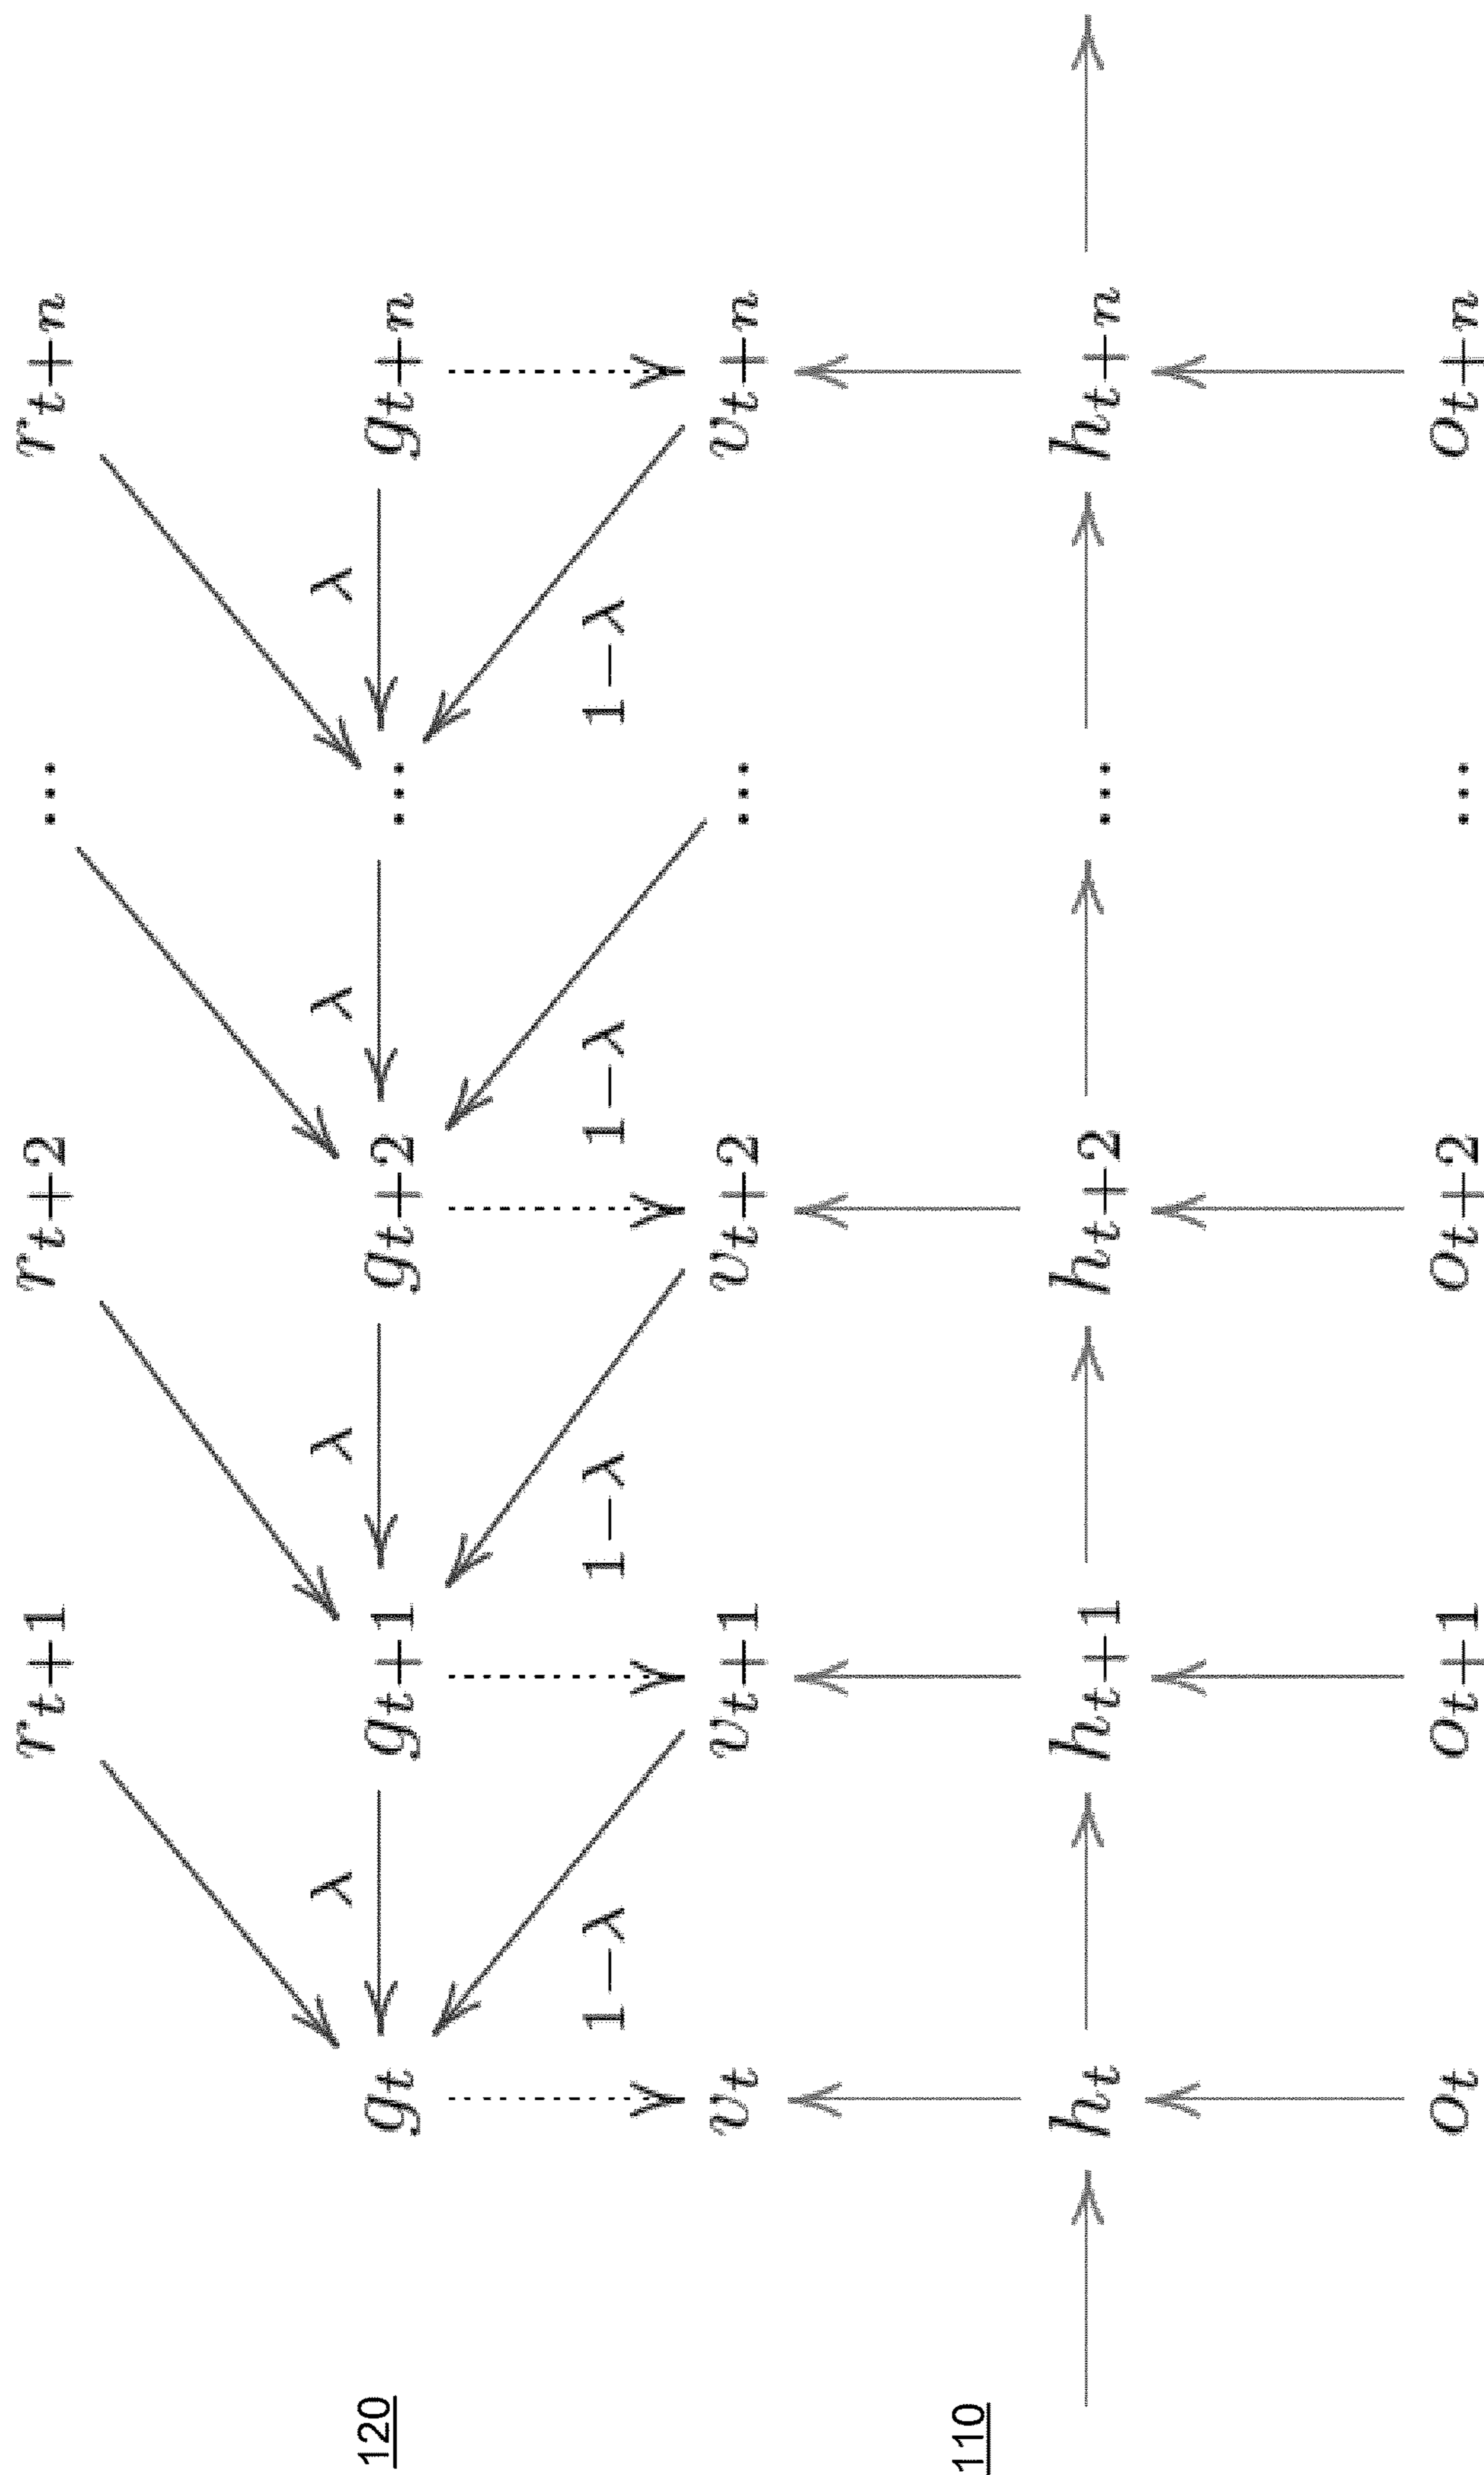 r_{t+1} r_{t+2} ... r_{t+n}
λ λ λ λ
120 g_t g_{t+1} g_{t+2} ... g_{t+n}
1−λ 1−λ 1−λ 1−λ
v_t v_{t+1} v_{t+2} ... v_{t+n}
110
h_t h_{t+1} h_{t+2} ... h_{t+n}
o_t o_{t+1} o_{t+2} ... o_{t+n}